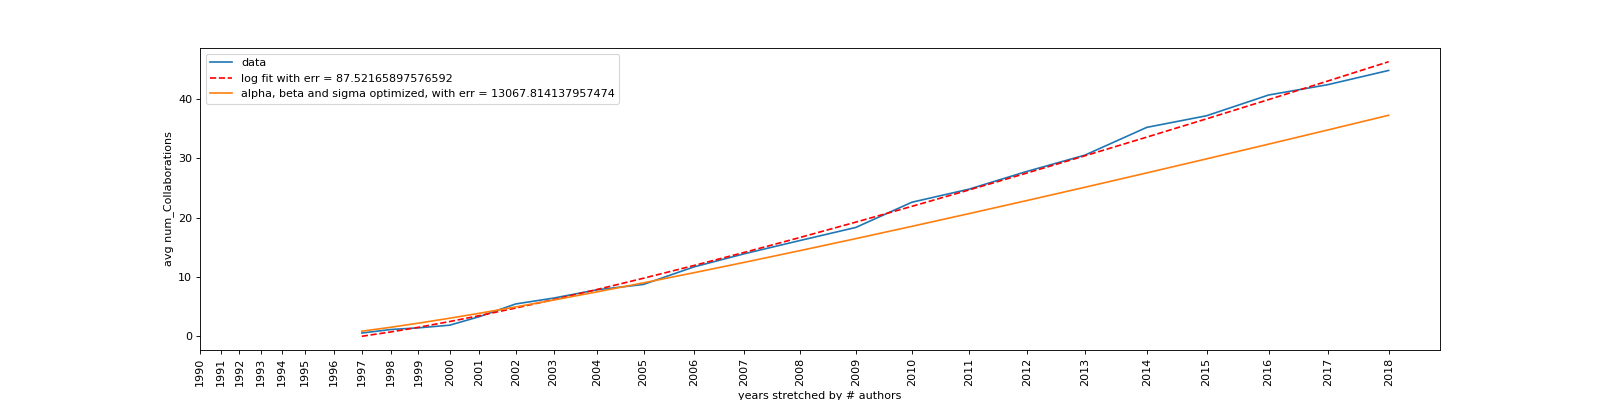 data
log fit with err = 87.52165897576592
alpha, beta and sigma optimized, with err = 13067.814137957474
avg num_Collaborations
40
30
20
10
0
1990 1991 1992 1993 1994 1995 1996 1997 1998 1999 2000 2001 2002 2003 2004 2005 2006 2007 2008 2009 2010 2011 2012 2013 2014 2015 2016 2017 2018
years stretched by # authors